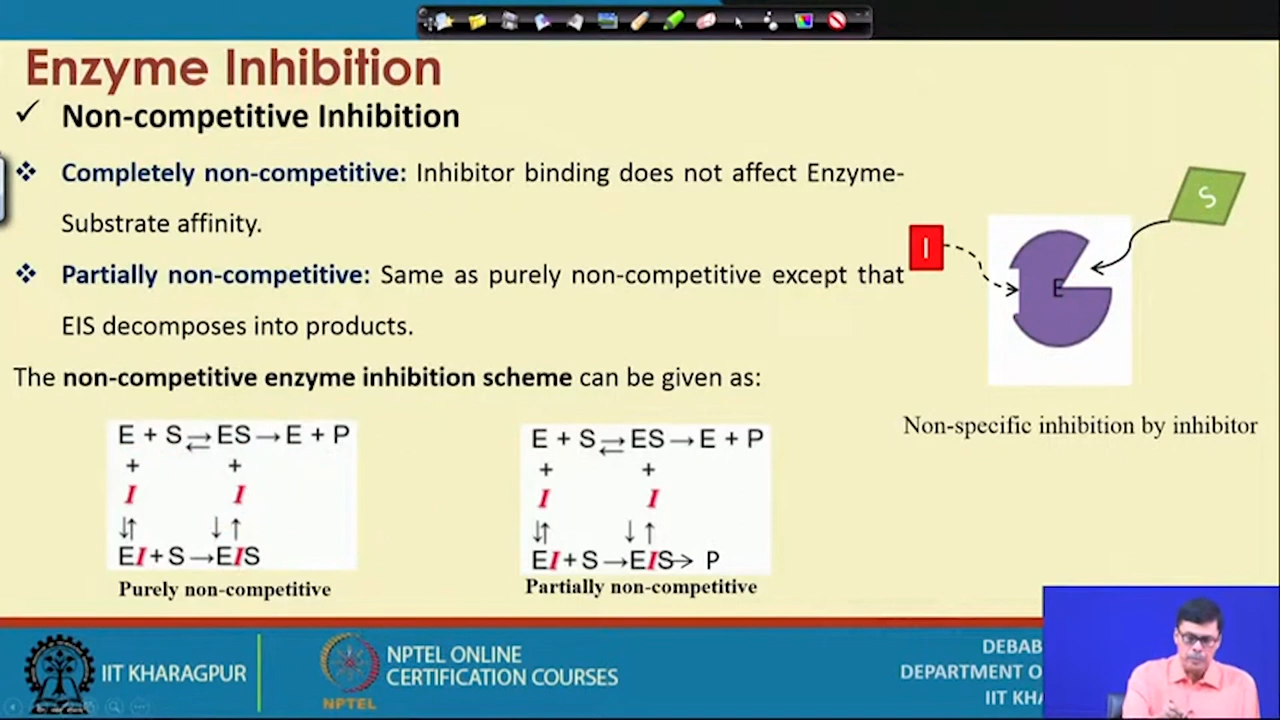 Enzyme Inhibition
✓ Non-competitive Inhibition
❖ Completely non-competitive: Inhibitor binding does not affect Enzyme-
Substrate affinity.
❖ Partially non-competitive: Same as purely non-competitive except that
EIS decomposes into products.
The non-competitive enzyme inhibition scheme can be given as:
S
I
E
Non-specific inhibition by inhibitor
E + S ⇌ ES → E + P
+ +
I I
↓↑ ↓ ↑
EI + S → EIS
Purely non-competitive
E + S ⇌ ES → E + P
+ +
I I
↓↑ ↓ ↑
EI + S → EIS → P
Partially non-competitive
IIT KHARAGPUR
NPTEL
NPTEL ONLINE
CERTIFICATION COURSES
DEBAB
DEPARTMENT O
IIT KHA